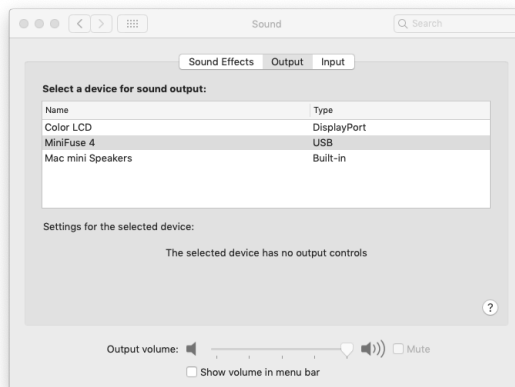 Sound
Search
Sound Effects Output Input
Select a device for sound output:
Name Type
Color LCD DisplayPort
MiniFuse 4 USB
Mac mini Speakers Built-in
Settings for the selected device:
The selected device has no output controls
?
Output volume: Mute
Show volume in menu bar